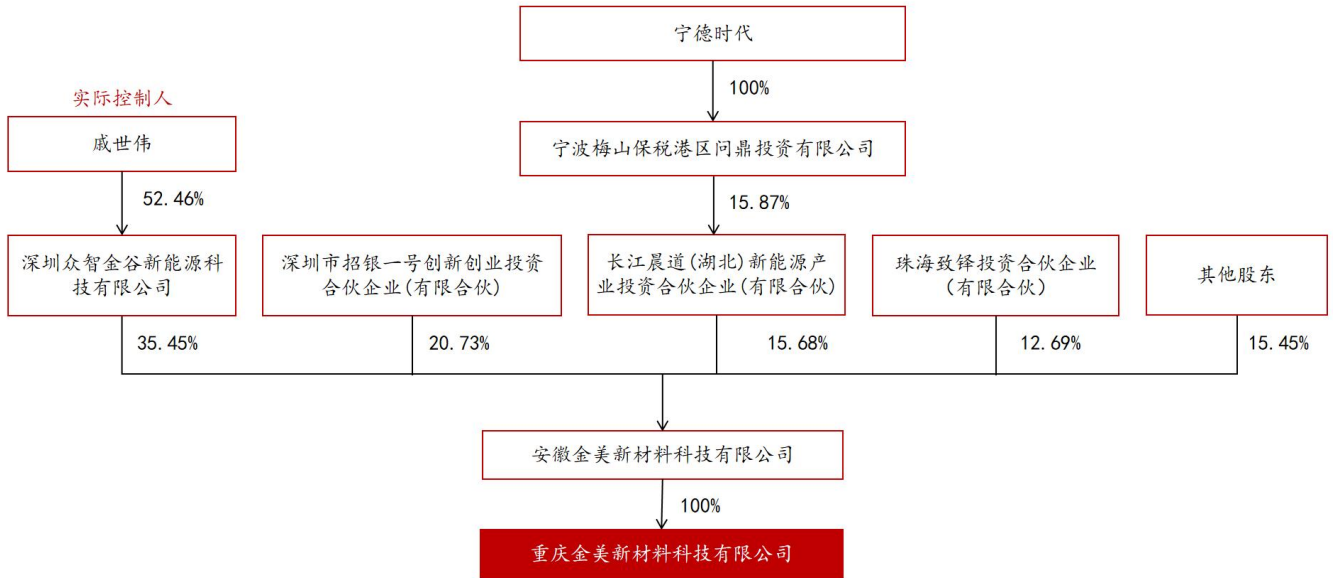 宁德时代
100%
实际控制人
戚世伟
宁波梅山保税港区问鼎投资有限公司
52.46%
15.87%
深圳众智金谷新能源科
技有限公司
深圳市招银一号创新创业投资
合伙企业(有限合伙)
长江晨道(湖北)新能源产
业投资合伙企业(有限合伙)
珠海致铎投资合伙企业
(有限合伙)
其他股东
35.45%
20.73%
15.68%
12.69%
15.45%
安徽金美新材料科技有限公司
100%
重庆金美新材料科技有限公司